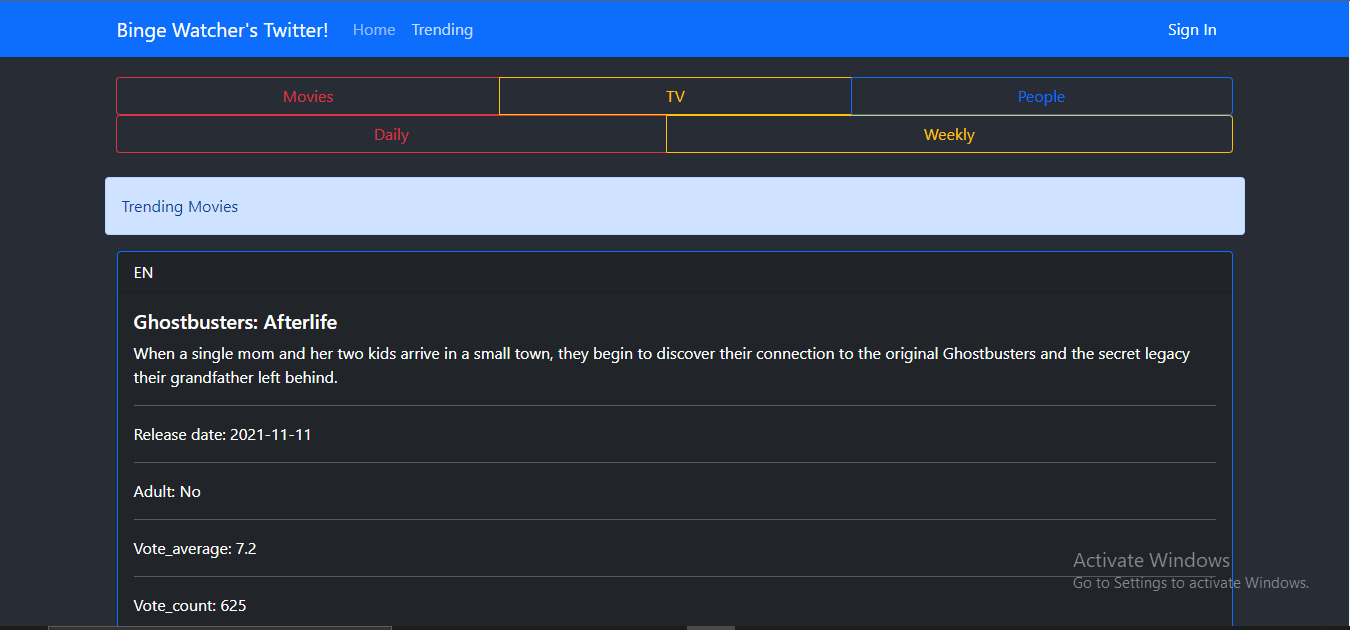 Binge Watcher's Twitter! Home Trending Sign In
Movies TV People
Daily Weekly
Trending Movies
EN
Ghostbusters: Afterlife
When a single mom and her two kids arrive in a small town, they begin to discover their connection to the original Ghostbusters and the secret legacy
their grandfather left behind.
Release date: 2021-11-11
Adult: No
Vote_average: 7.2
Vote_count: 625
Activate Windows
Go to Settings to activate Windows.